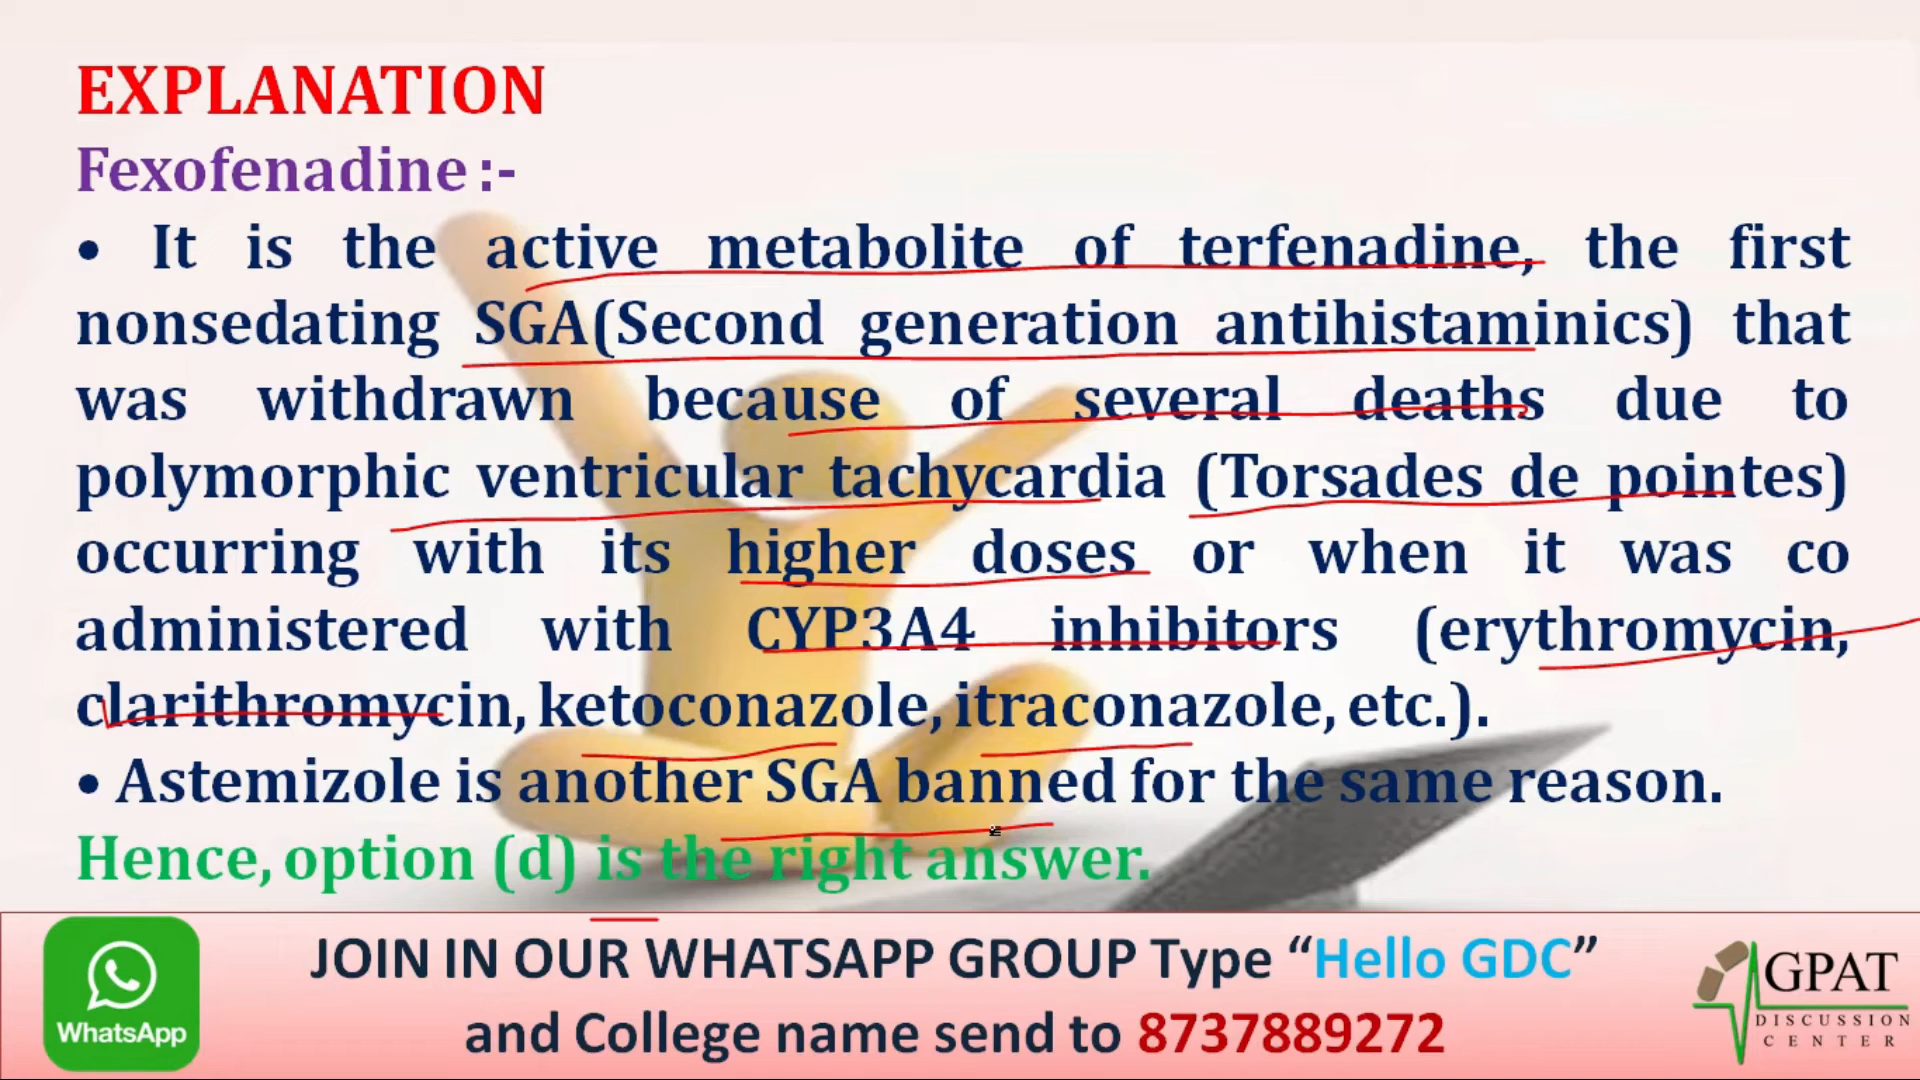 EXPLANATION
Fexofenadine :-
• It is the active metabolite of terfenadine, the first
nonsedating SGA(Second generation antihistaminics) that
was withdrawn because of several deaths due to
polymorphic ventricular tachycardia (Torsades de pointes)
occurring with its higher doses or when it was co
administered with CYP3A4 inhibitors (erythromycin,
clarithromycin, ketoconazole, itraconazole, etc.).
• Astemizole is another SGA banned for the same reason.
Hence, option (d) is the right answer.
WhatsApp
JOIN IN OUR WHATSAPP GROUP Type “Hello GDC”
and College name send to 8737889272
GPAT
DISCUSSION
CENTER